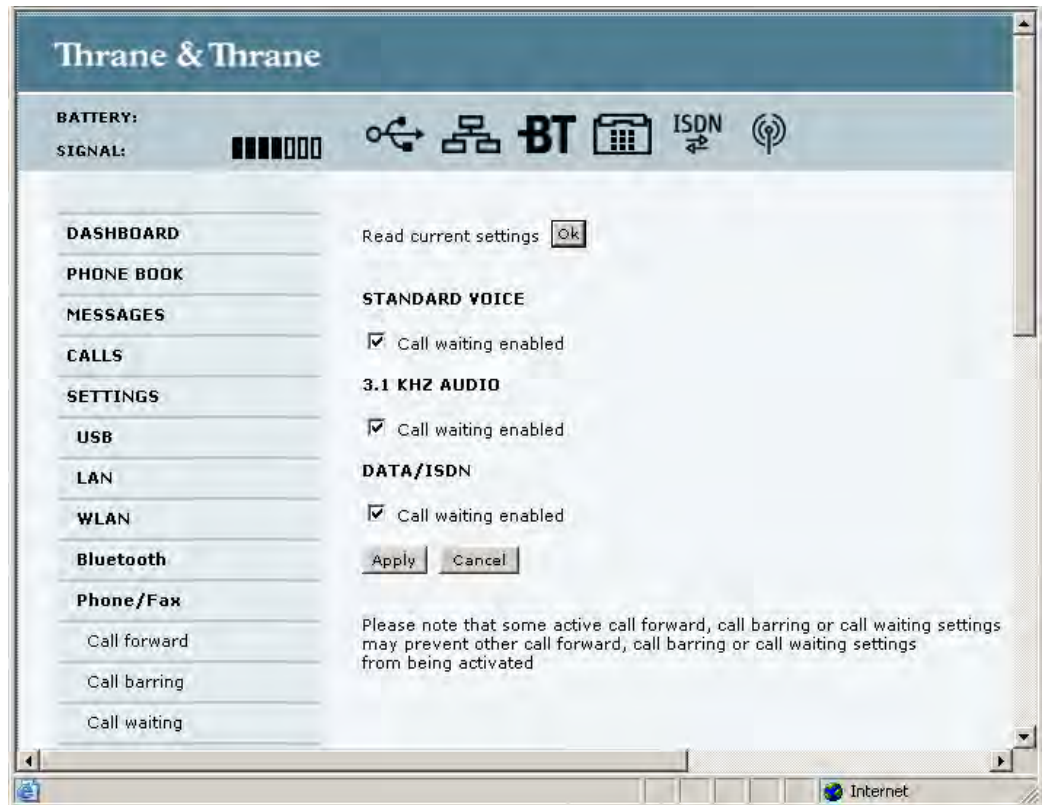 Thrane & Thrane
BATTERY:
SIGNAL:
BT
ISDN
DASHBOARD
PHONE BOOK
MESSAGES
CALLS
SETTINGS
USB
LAN
WLAN
Bluetooth
Phone/Fax
Call forward
Call barring
Call waiting
Read current settings Ok
STANDARD VOICE
Call waiting enabled
3.1 KHZ AUDIO
Call waiting enabled
DATA/ISDN
Call waiting enabled
Apply Cancel
Please note that some active call forward, call barring or call waiting settings
may prevent other call forward, call barring or call waiting settings
from being activated
Internet